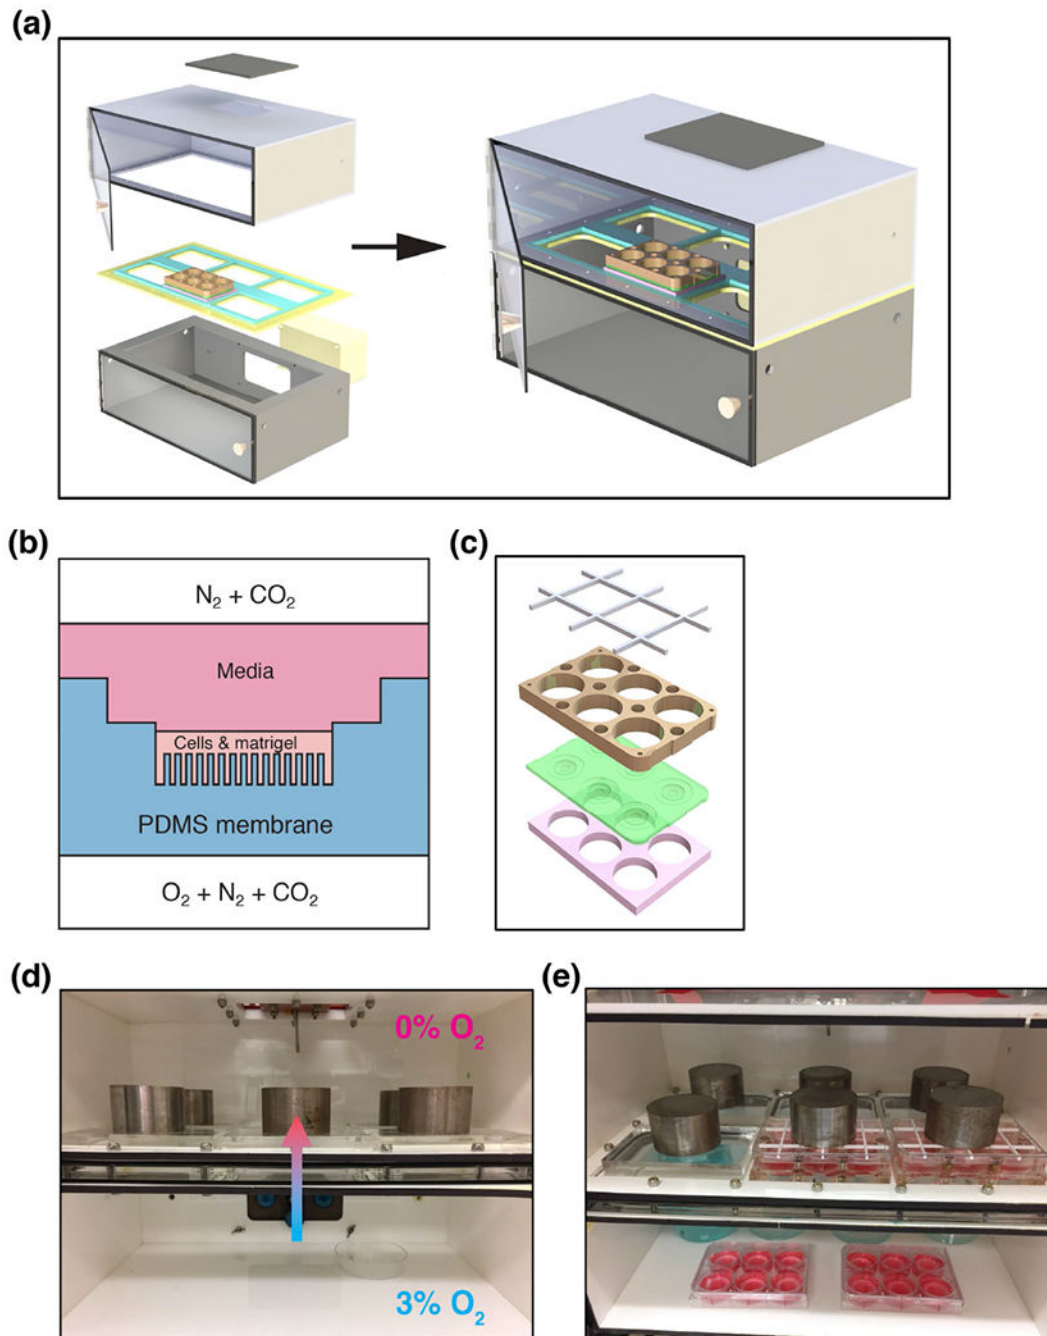 (a)
(b)
N₂ + CO₂
Media
Cells & matrigel
PDMS membrane
O₂ + N₂ + CO₂
(c)
(d)
0% O₂
3% O₂
(e)